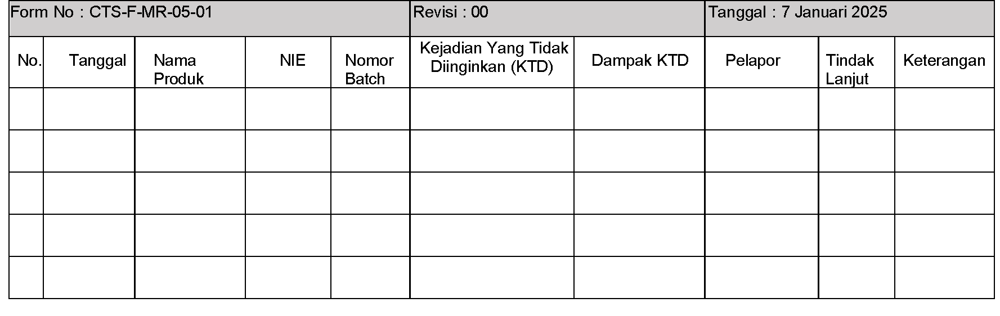 Form No : CTS-F-MR-05-01
Revisi : 00
Tanggal : 7 Januari 2025
No.
Tanggal
Nama
Produk
NIE
Nomor
Batch
Kejadian Yang Tidak
Diinginkan (KTD)
Dampak KTD
Pelapor
Tindak
Lanjut
Keterangan